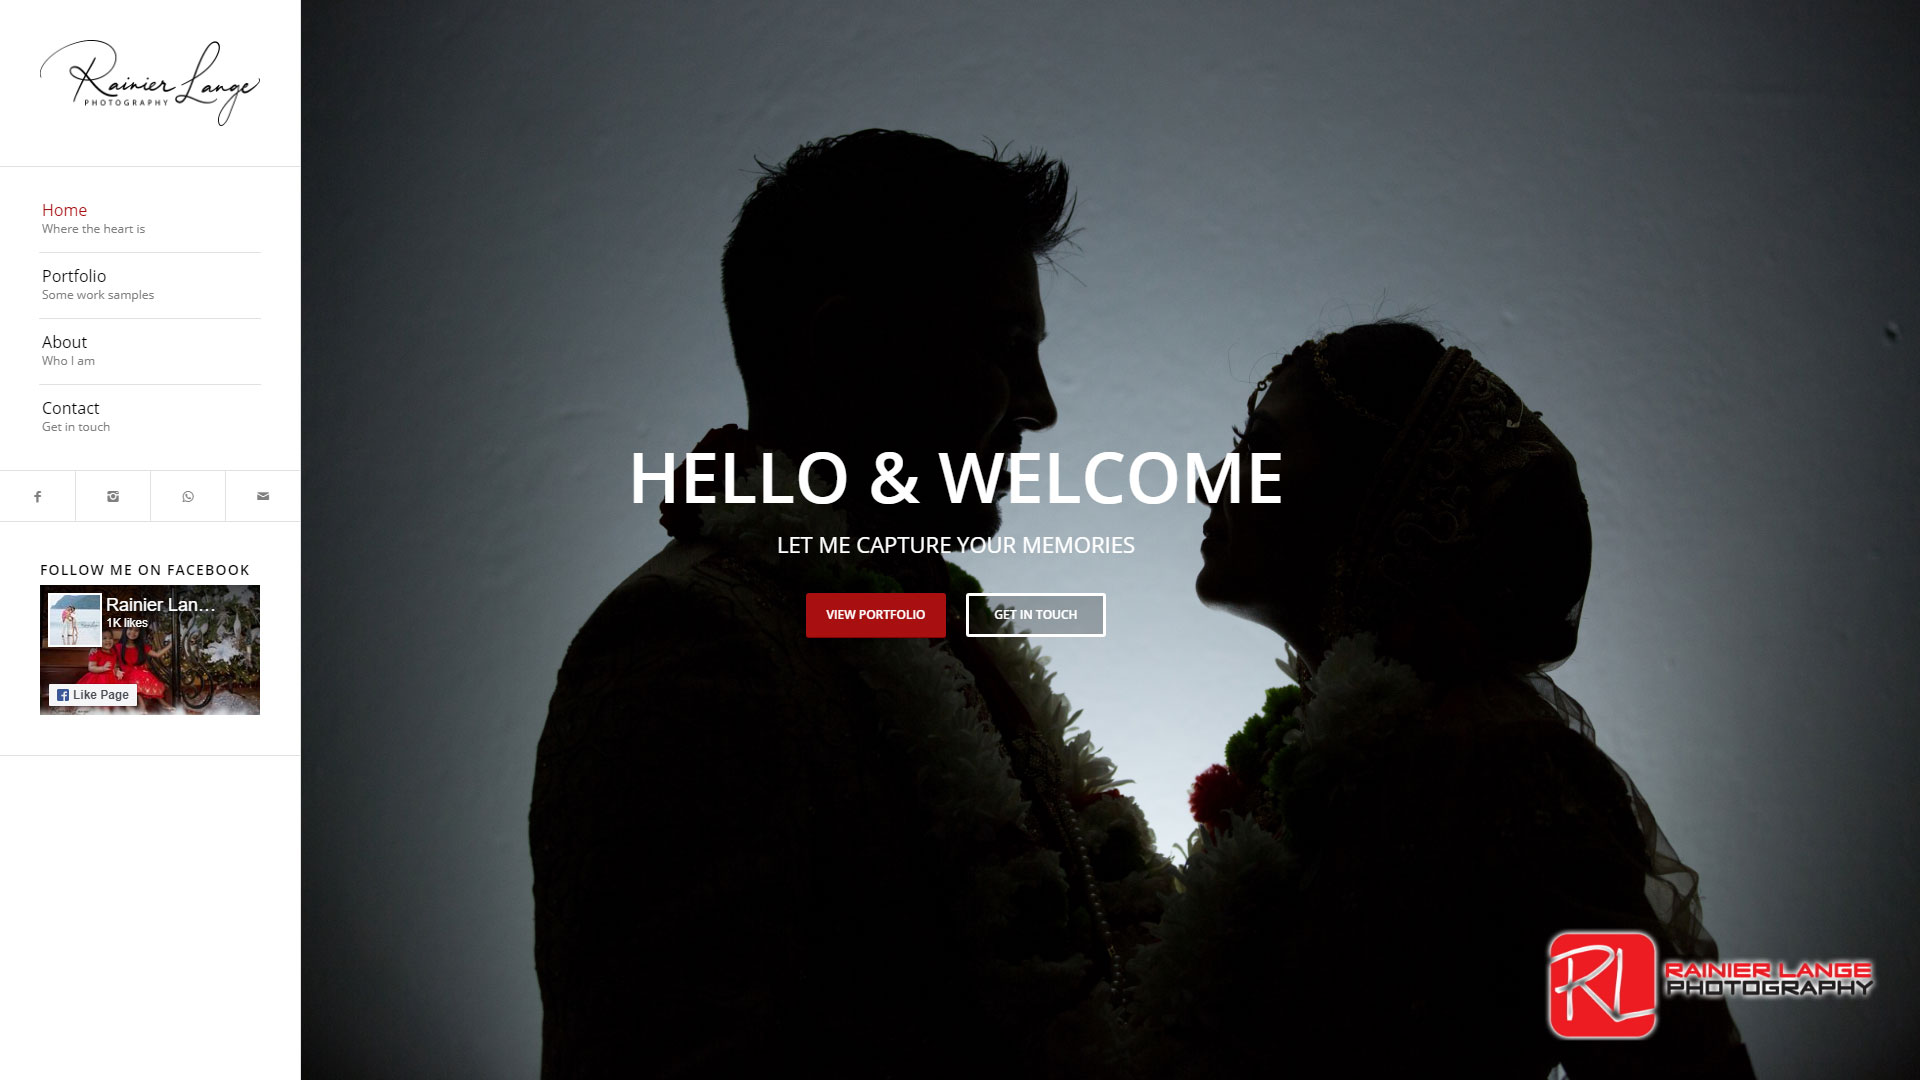 Rainier Lange
PHOTOGRAPHY
Home
Where the heart is
Portfolio
Some work samples
About
Who I am
Contact
Get in touch
FOLLOW ME ON FACEBOOK
Rainier Lan...
1K likes
Like Page
HELLO & WELCOME
LET ME CAPTURE YOUR MEMORIES
VIEW PORTFOLIO
GET IN TOUCH
RL
RAINIER LANGE
PHOTOGRAPHY